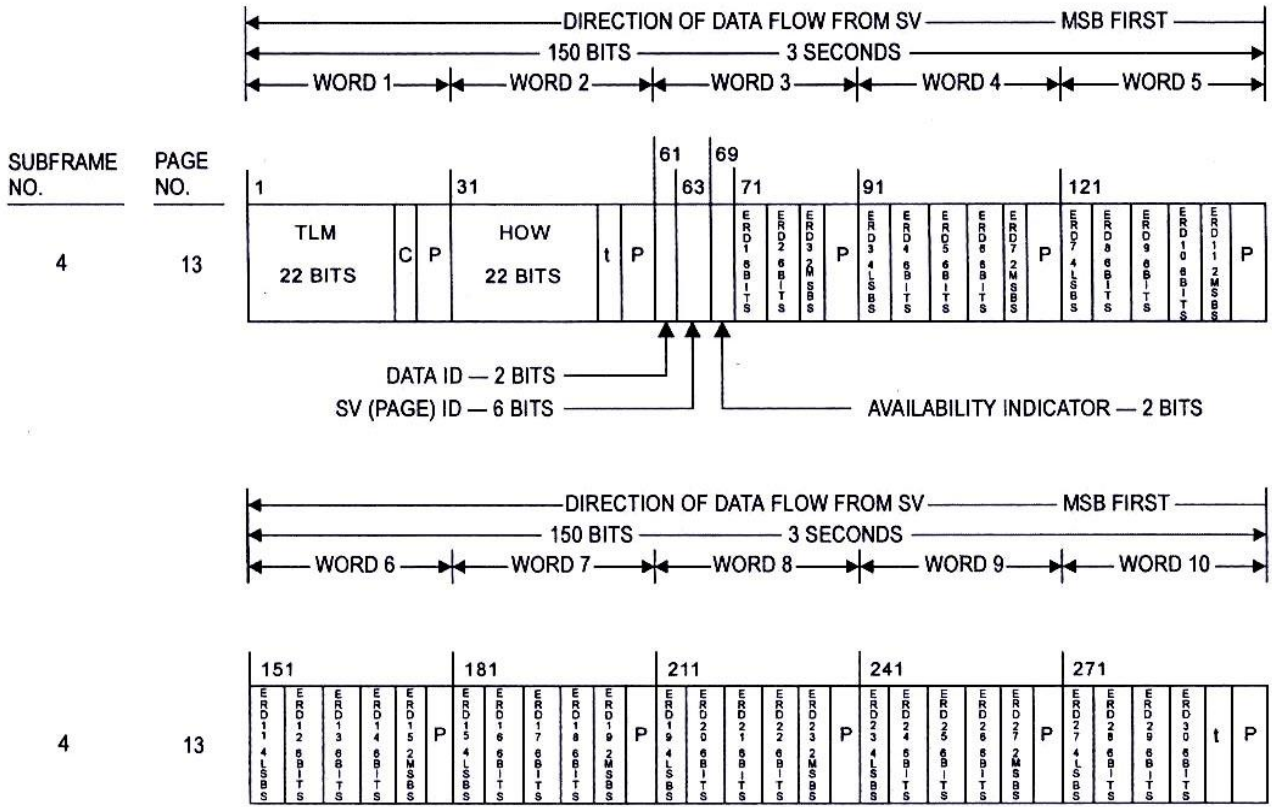 DIRECTION OF DATA FLOW FROM SV MSB FIRST
150 BITS 3 SECONDS
WORD 1 WORD 2 WORD 3 WORD 4 WORD 5
SUBFRAME NO. PAGE NO.
61 69
1 31 63 71 91 121
4 13
TLM 22 BITS C P
HOW 22 BITS t P
ERD1 6BITS ERD2 6BITS ERD3 2MSBS P
ERD3 4LSBS ERD4 6BITS ERD5 6BITS ERD6 6BITS ERD7 2MSBS P
ERD7 4LSBS ERD8 6BITS ERD9 6BITS ERD10 6BITS ERD11 2MSBS P
DATA ID — 2 BITS
SV (PAGE) ID — 6 BITS AVAILABILITY INDICATOR — 2 BITS
DIRECTION OF DATA FLOW FROM SV MSB FIRST
150 BITS 3 SECONDS
WORD 6 WORD 7 WORD 8 WORD 9 WORD 10
151 181 211 241 271
4 13
ERD11 4LSBS ERD12 6BITS ERD13 6BITS ERD14 6BITS ERD15 2MSBS P
ERD15 4LSBS ERD16 6BITS ERD17 6BITS ERD18 6BITS ERD19 2MSBS P
ERD19 4LSBS ERD20 6BITS ERD21 6BITS ERD22 6BITS ERD23 2MSBS P
ERD23 4LSBS ERD24 6BITS ERD25 6BITS ERD26 6BITS ERD27 2MSBS P
ERD27 4LSBS ERD28 6BITS ERD29 6BITS ERD30 6BITS t P